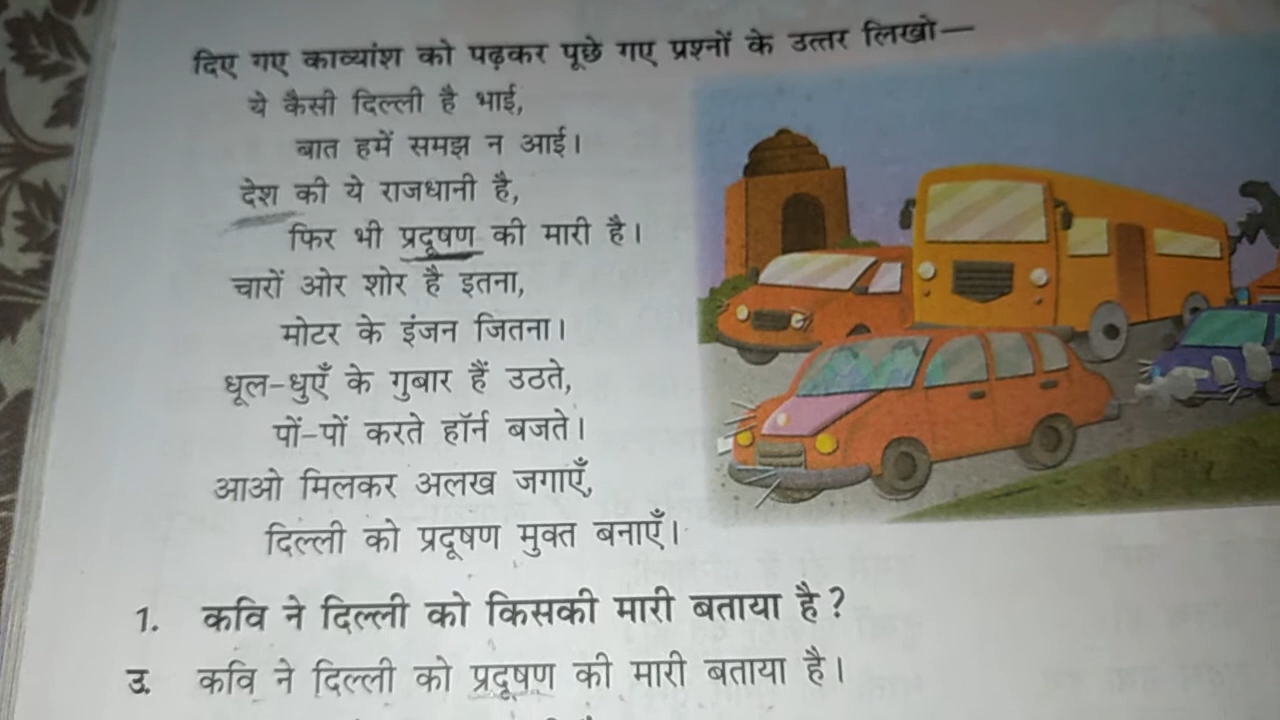 दिए गए काव्यांश को पढ़कर पूछे गए प्रश्नों के उत्तर लिखो—
ये कैसी दिल्ली है भाई,
बात हमें समझ न आई।
देश की ये राजधानी है,
फिर भी प्रदूषण की मारी है।
चारों ओर शोर है इतना,
मोटर के इंजन जितना।
धूल-धुएँ के गुबार हैं उठते,
पों-पों करते हॉर्न बजते।
आओ मिलकर अलख जगाएँ,
दिल्ली को प्रदूषण मुक्त बनाएँ।
1. कवि ने दिल्ली को किसकी मारी बताया है?
उ. कवि ने दिल्ली को प्रदूषण की मारी बताया है।